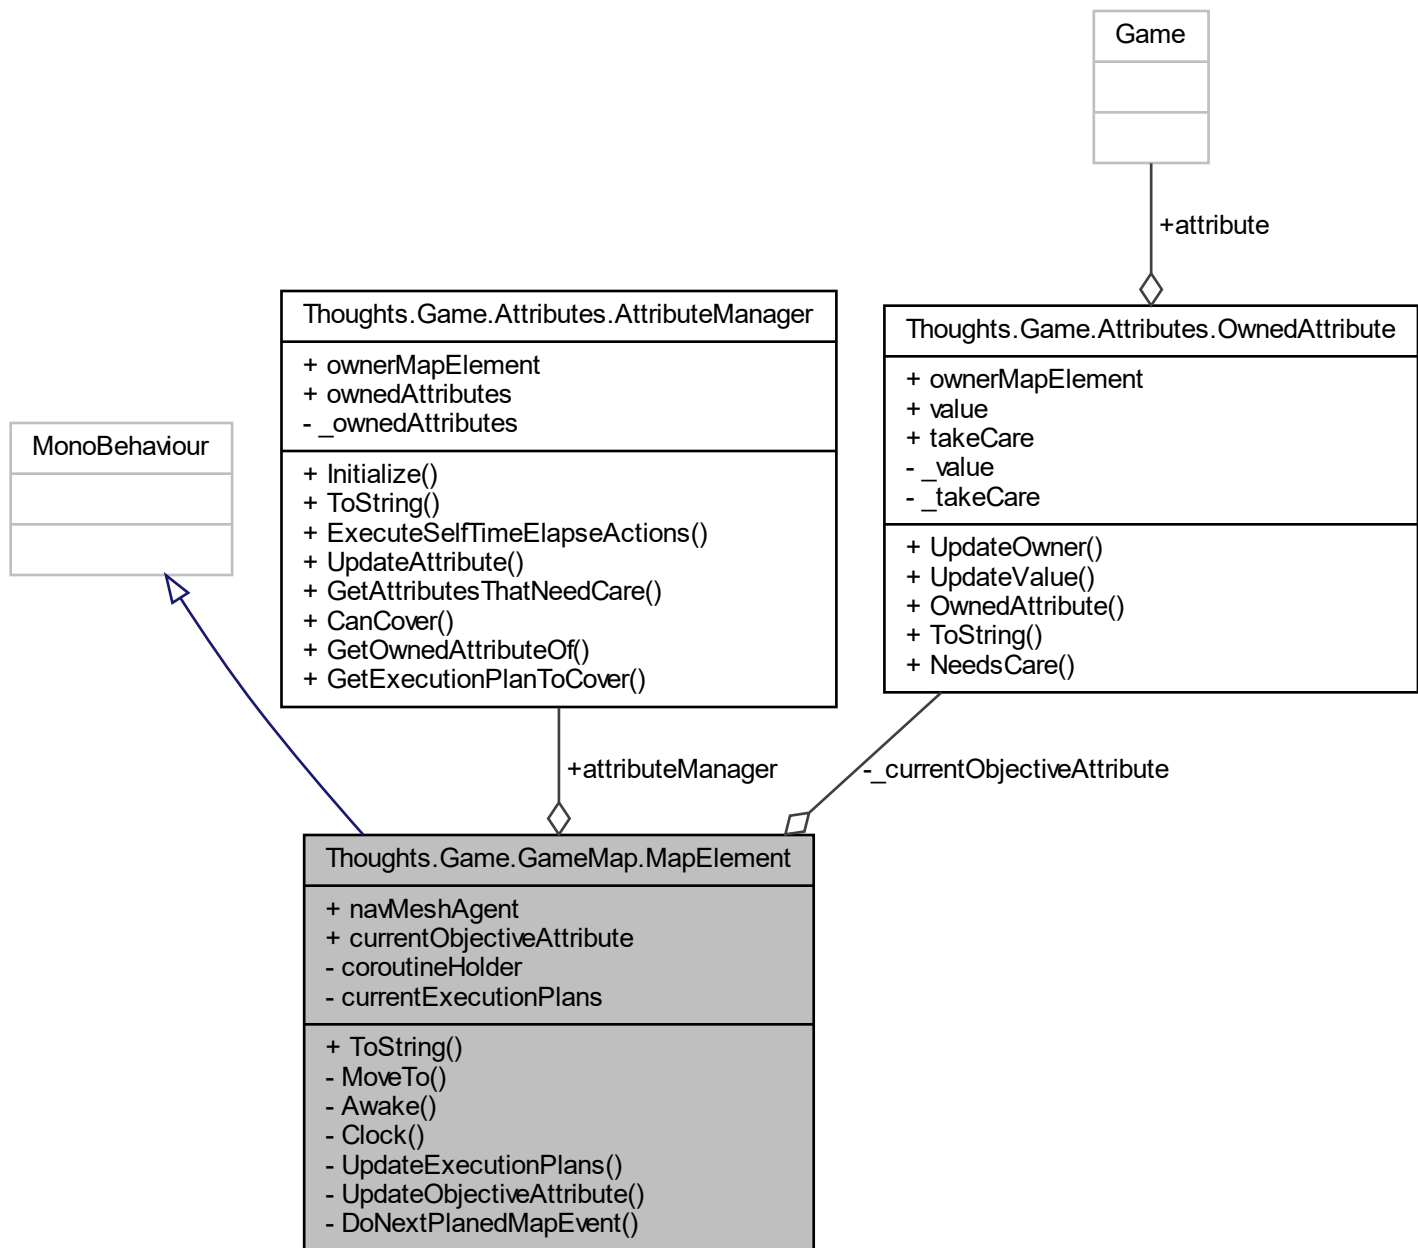 Game
+attribute
Thoughts.Game.Attributes.AttributeManager
+ ownerMapElement
+ ownedAttributes
- _ownedAttributes
+ Initialize()
+ ToString()
+ ExecuteSelfTimeElapseActions()
+ UpdateAttribute()
+ GetAttributesThatNeedCare()
+ CanCover()
+ GetOwnedAttributeOf()
+ GetExecutionPlanToCover()
Thoughts.Game.Attributes.OwnedAttribute
+ ownerMapElement
+ value
+ takeCare
- _value
- _takeCare
+ UpdateOwner()
+ UpdateValue()
+ OwnedAttribute()
+ ToString()
+ NeedsCare()
MonoBehaviour
+attributeManager
-_currentObjectiveAttribute
Thoughts.Game.GameMap.MapElement
+ navMeshAgent
+ currentObjectiveAttribute
- coroutineHolder
- currentExecutionPlans
+ ToString()
- MoveTo()
- Awake()
- Clock()
- UpdateExecutionPlans()
- UpdateObjectiveAttribute()
- DoNextPlanedMapEvent()